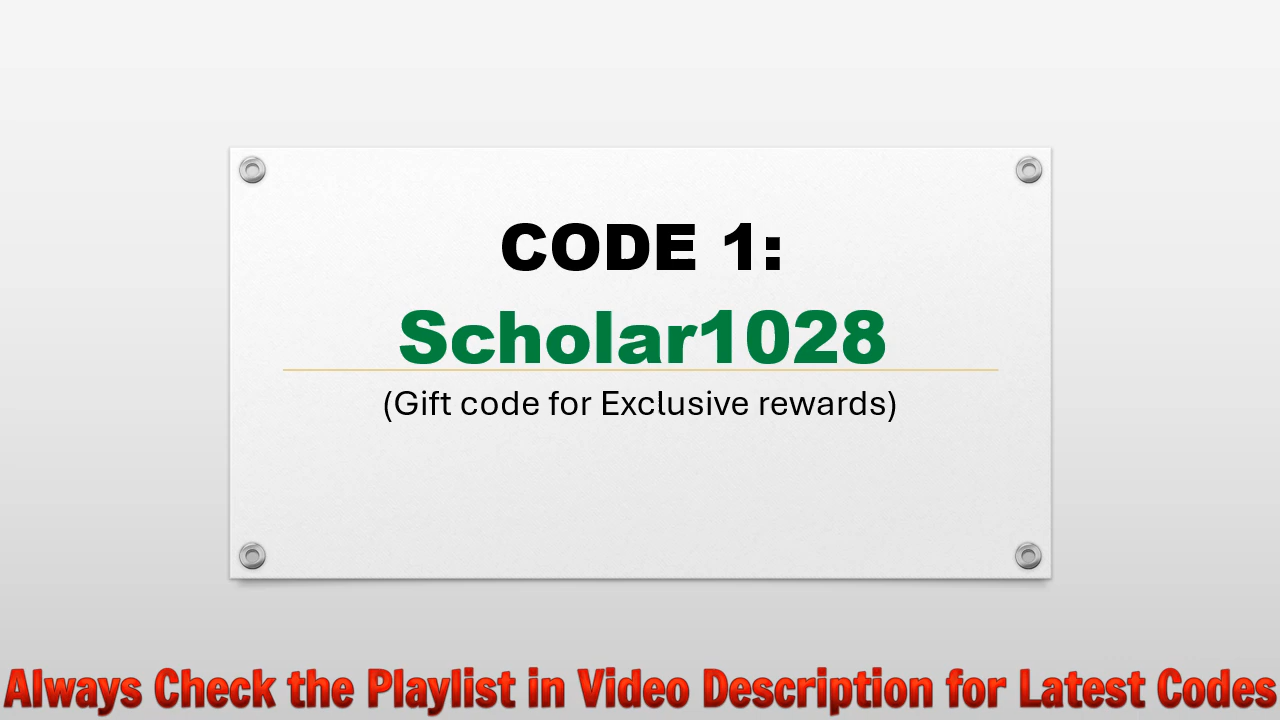 CODE 1:
Scholar1028
(Gift code for Exclusive rewards)
Always Check the Playlist in Video Description for Latest Codes